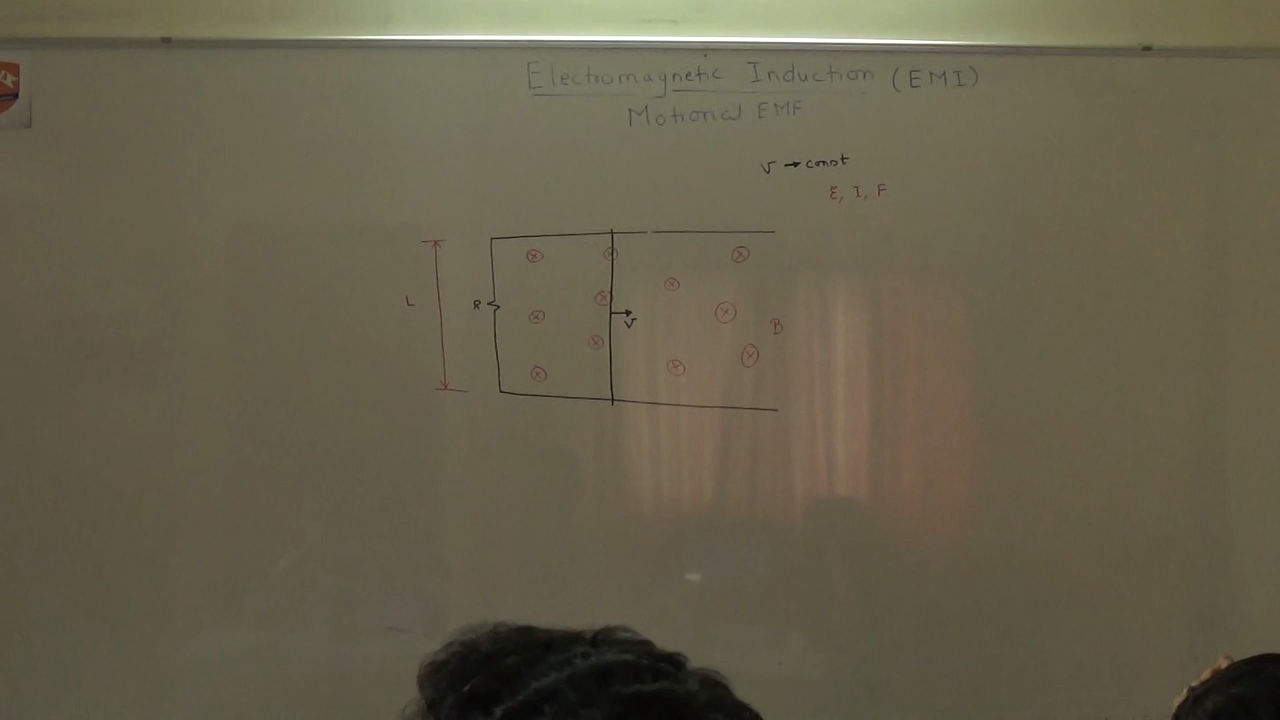 Electromagnetic Induction (EMI)
Motional EMF
v → const
ε, I, F
L
R
v
B